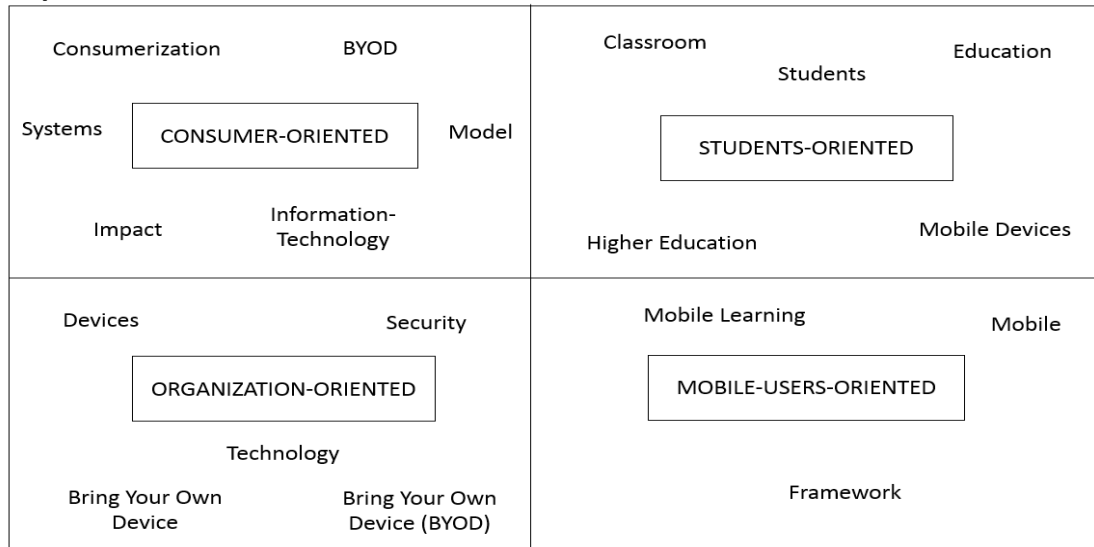 Consumerization
BYOD
Systems
CONSUMER-ORIENTED
Model
Impact
Information-
Technology
Classroom
Students
Education
STUDENTS-ORIENTED
Higher Education
Mobile Devices
Devices
Security
ORGANIZATION-ORIENTED
Technology
Bring Your Own
Device
Bring Your Own
Device (BYOD)
Mobile Learning
Mobile
MOBILE-USERS-ORIENTED
Framework